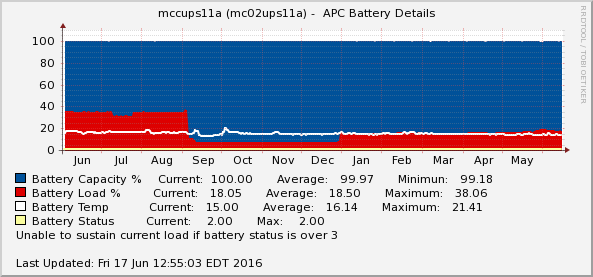 mccups11a (mc02ups11a) -  APC Battery Details
RRDTOOL / TOBI OETIKER
100
80
60
40
20
0
Jun Jul Aug Sep Oct Nov Dec Jan Feb Mar Apr May
Battery Capacity %   Current:  100.00   Average:   99.97   Minimun:   99.18
Battery Load %   Current:   18.05   Average:   18.50   Maximum:   38.06
Battery Temp   Current:   15.00   Average:   16.14   Maximum:   21.41
Battery Status   Current:   2.00   Max:   2.00
Unable to sustain current load if battery status is over 3
Last Updated: Fri 17 Jun 12:55:03 EDT 2016